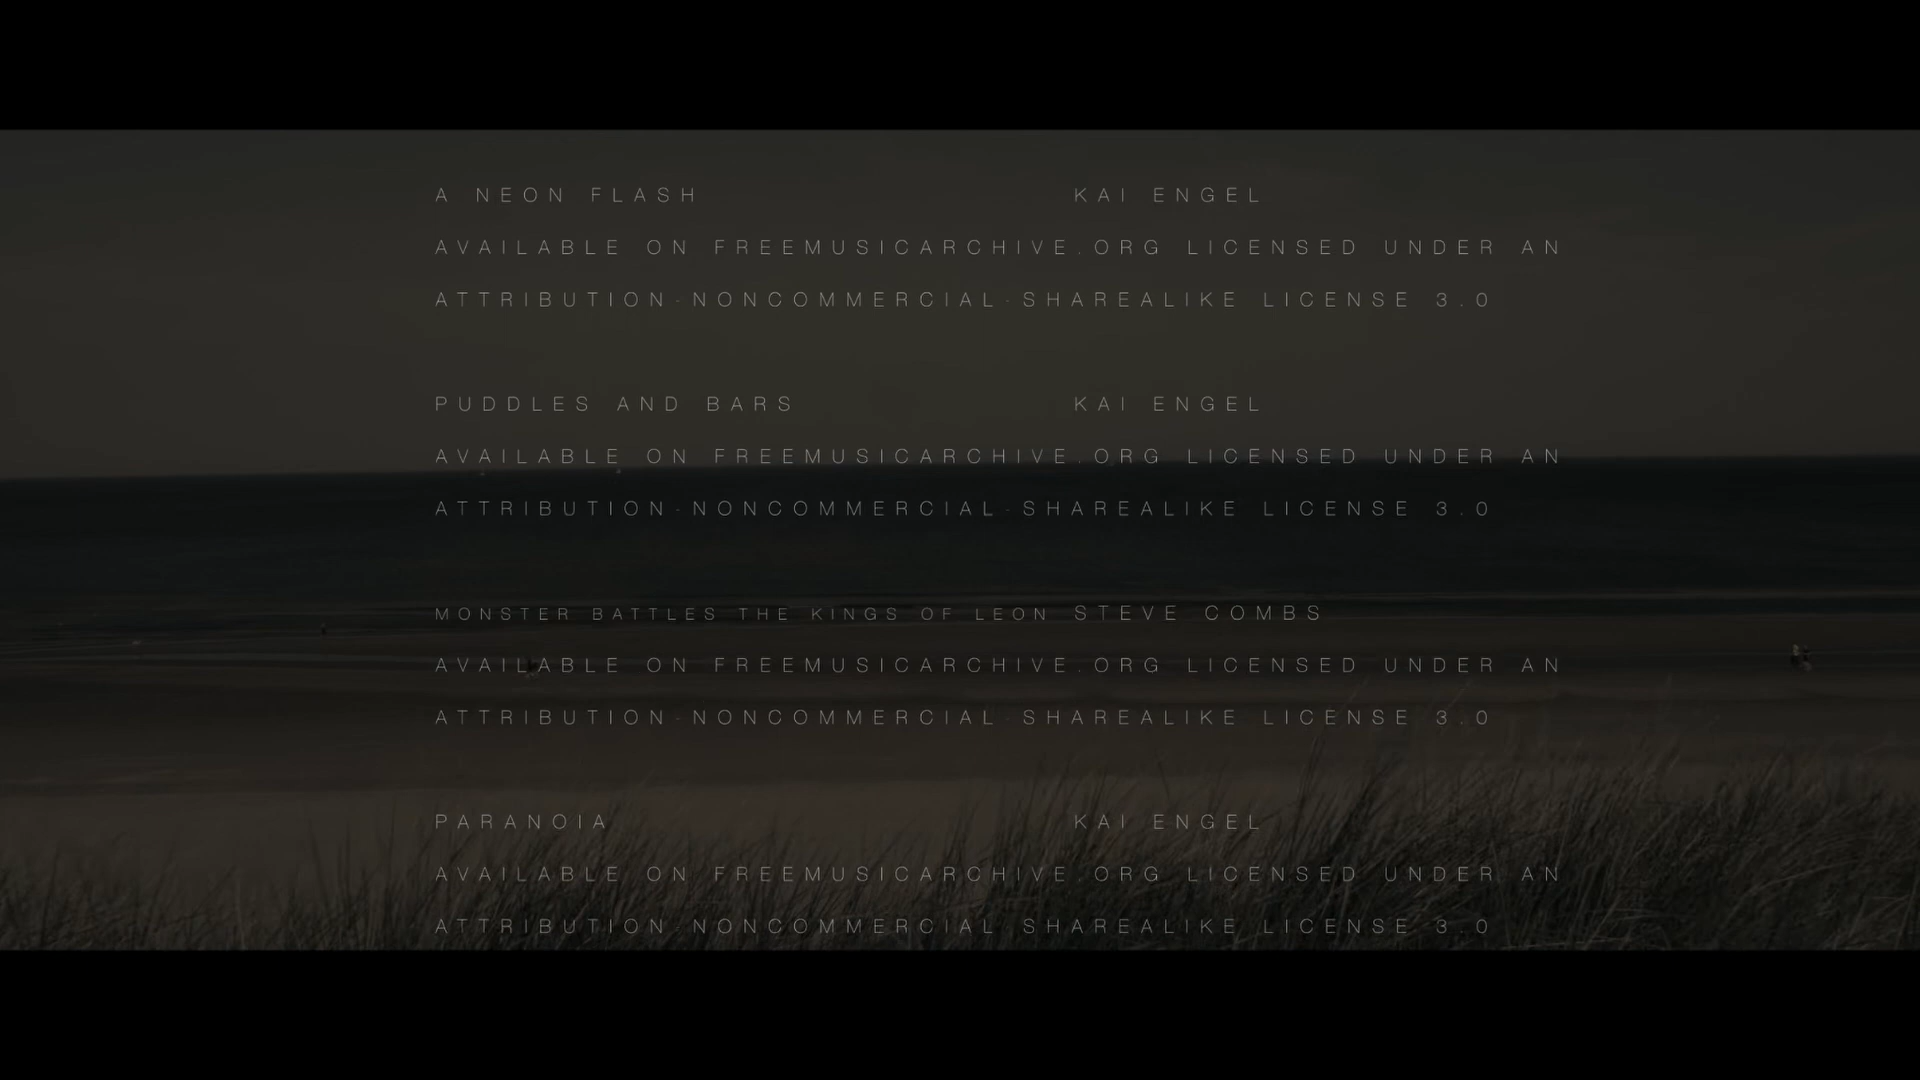 A NEON FLASH KAI ENGEL
AVAILABLE ON FREEMUSICARCHIVE.ORG LICENSED UNDER AN
ATTRIBUTION-NONCOMMERCIAL-SHAREALIKE LICENSE 3.0
PUDDLES AND BARS KAI ENGEL
AVAILABLE ON FREEMUSICARCHIVE.ORG LICENSED UNDER AN
ATTRIBUTION-NONCOMMERCIAL-SHAREALIKE LICENSE 3.0
MONSTER BATTLES THE KINGS OF LEON STEVE COMBS
AVAILABLE ON FREEMUSICARCHIVE.ORG LICENSED UNDER AN
ATTRIBUTION-NONCOMMERCIAL-SHAREALIKE LICENSE 3.0
PARANOIA KAI ENGEL
AVAILABLE ON FREEMUSICARCHIVE.ORG LICENSED UNDER AN
ATTRIBUTION-NONCOMMERCIAL-SHAREALIKE LICENSE 3.0